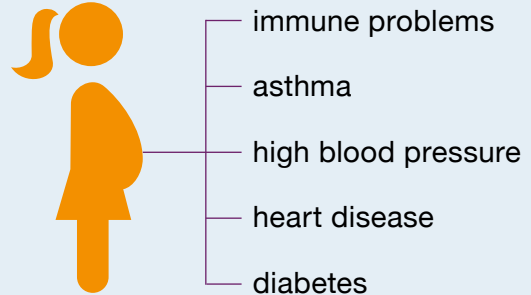 immune problems
asthma
high blood pressure
heart disease
diabetes